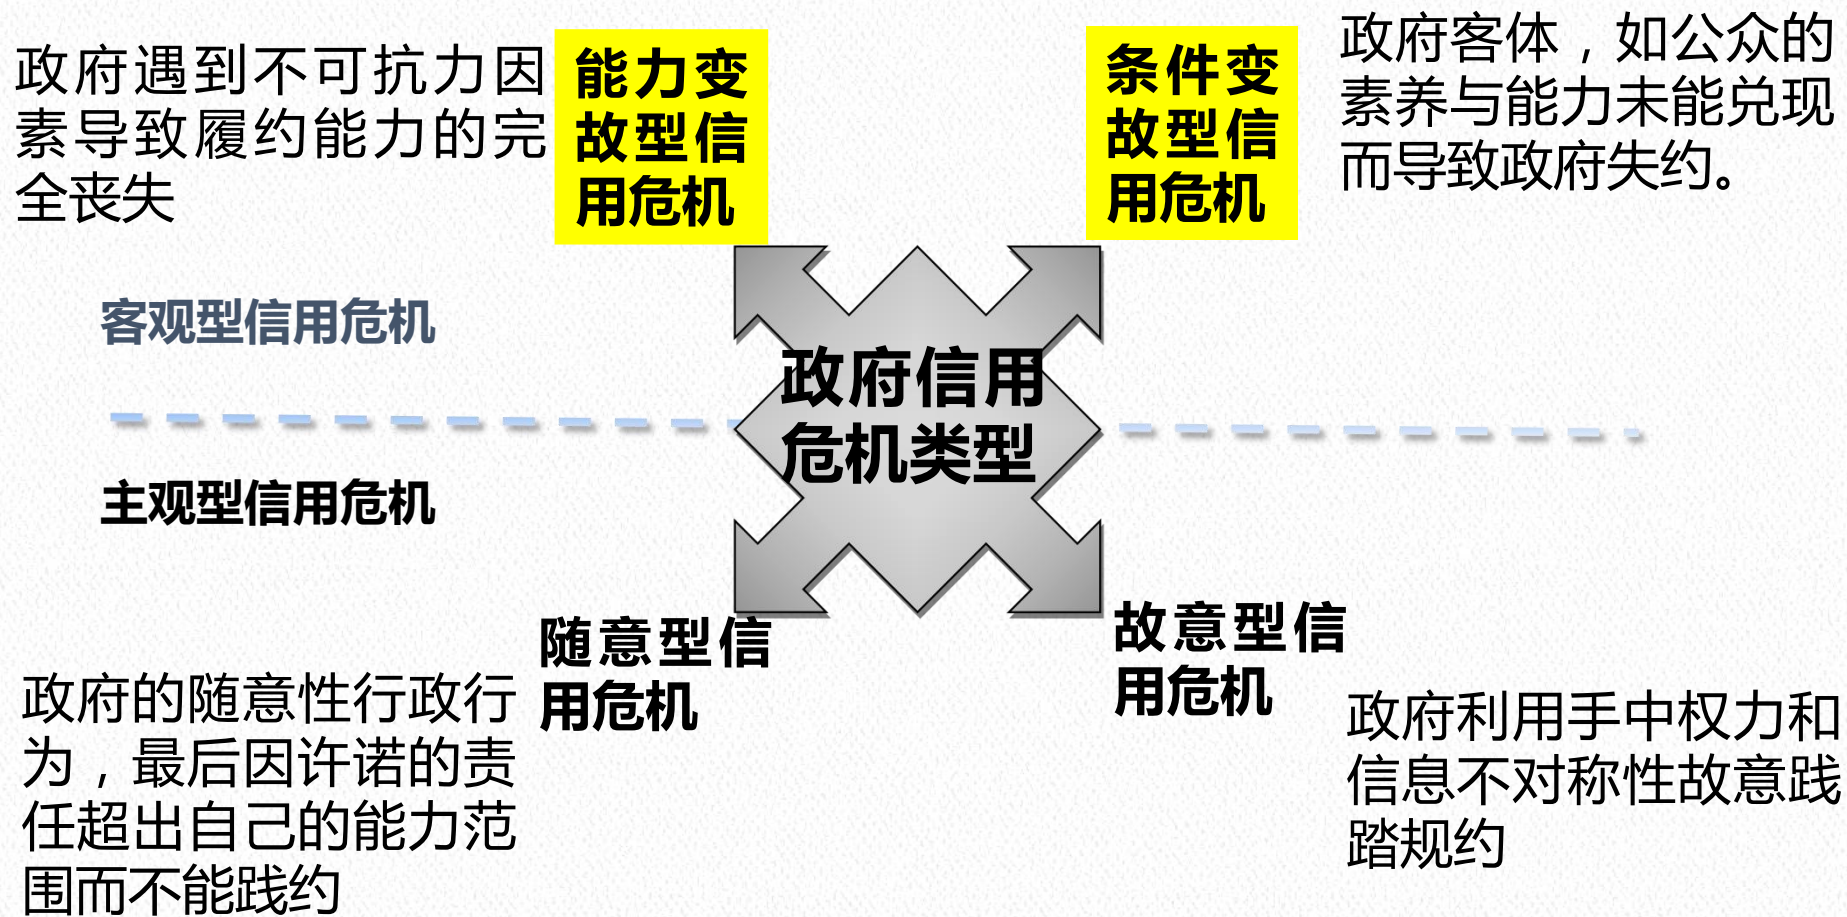 政府遇到不可抗力因
素导致履约能力的完
全丧失
能力变
故型信
用危机
条件变
故型信
用危机
政府客体，如公众的
素养与能力未能兑现
而导致政府失约。
客观型信用危机
政府信用
危机类型
主观型信用危机
随意型信
用危机
故意型信
用危机
政府的随意性行政行
为，最后因许诺的责
任超出自己的能力范
围而不能践约
政府利用手中权力和
信息不对称性故意践
踏规约